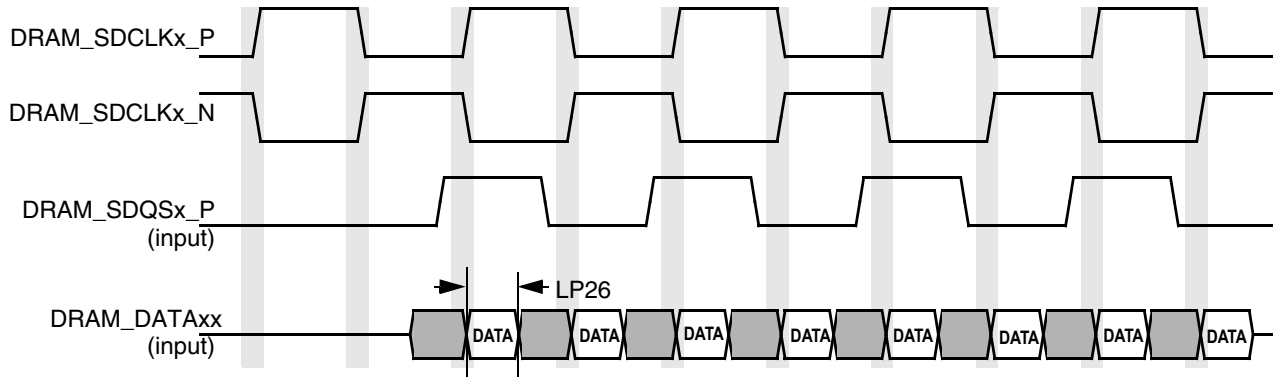 DRAM_SDCLKx_P
DRAM_SDCLKx_N
DRAM_SDQSx_P
(input)
LP26
DRAM_DATAxx
(input)
DATA DATA DATA DATA DATA DATA DATA DATA